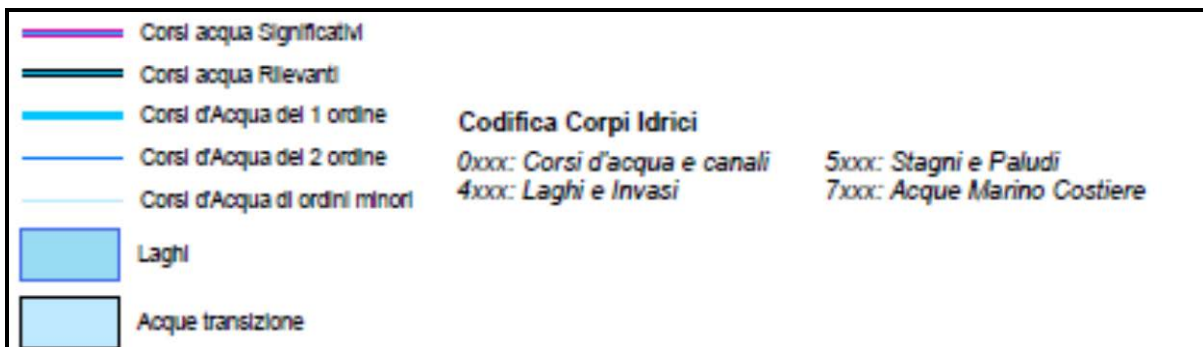 Corsi acqua Significativi
Corsi acqua Rilevanti
Corsi d'Acqua del 1 ordine
Corsi d'Acqua del 2 ordine
Corsi d'Acqua di ordini minori
Laghi
Acque transizione
Codifica Corpi Idrici
0xxx: Corsi d'acqua e canali
4xxx: Laghi e Invasi
5xxx: Stagni e Paludi
7xxx: Acque Marino Costiere